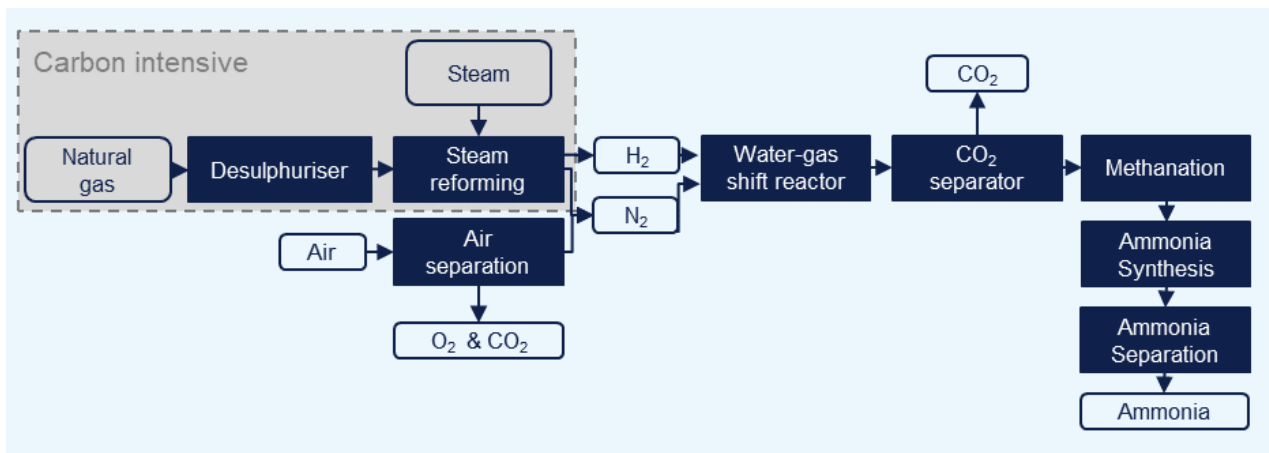 Carbon intensive
Steam
CO₂
Natural
gas
Desulphuriser
Steam
reforming
H₂
N₂
Water-gas
shift reactor
CO₂
separator
Methanation
Air
Air
separation
O₂ & CO₂
Ammonia
Synthesis
Ammonia
Separation
Ammonia